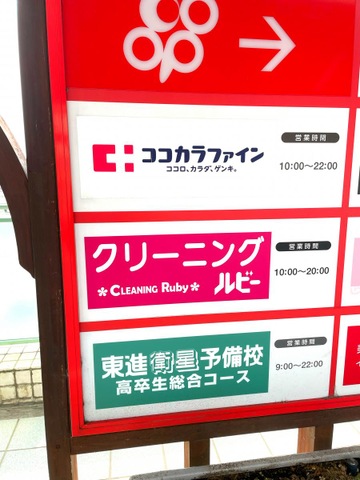 →
ココカラファイン
ココロ、カラダ、ゲンキ。
営業時間
10:00～22:00
クリーニング
*CLEANING Ruby* ルビー
営業時間
10:00～20:00
東進衛星予備校
高卒生総合コース
営業時間
9:00～22:00